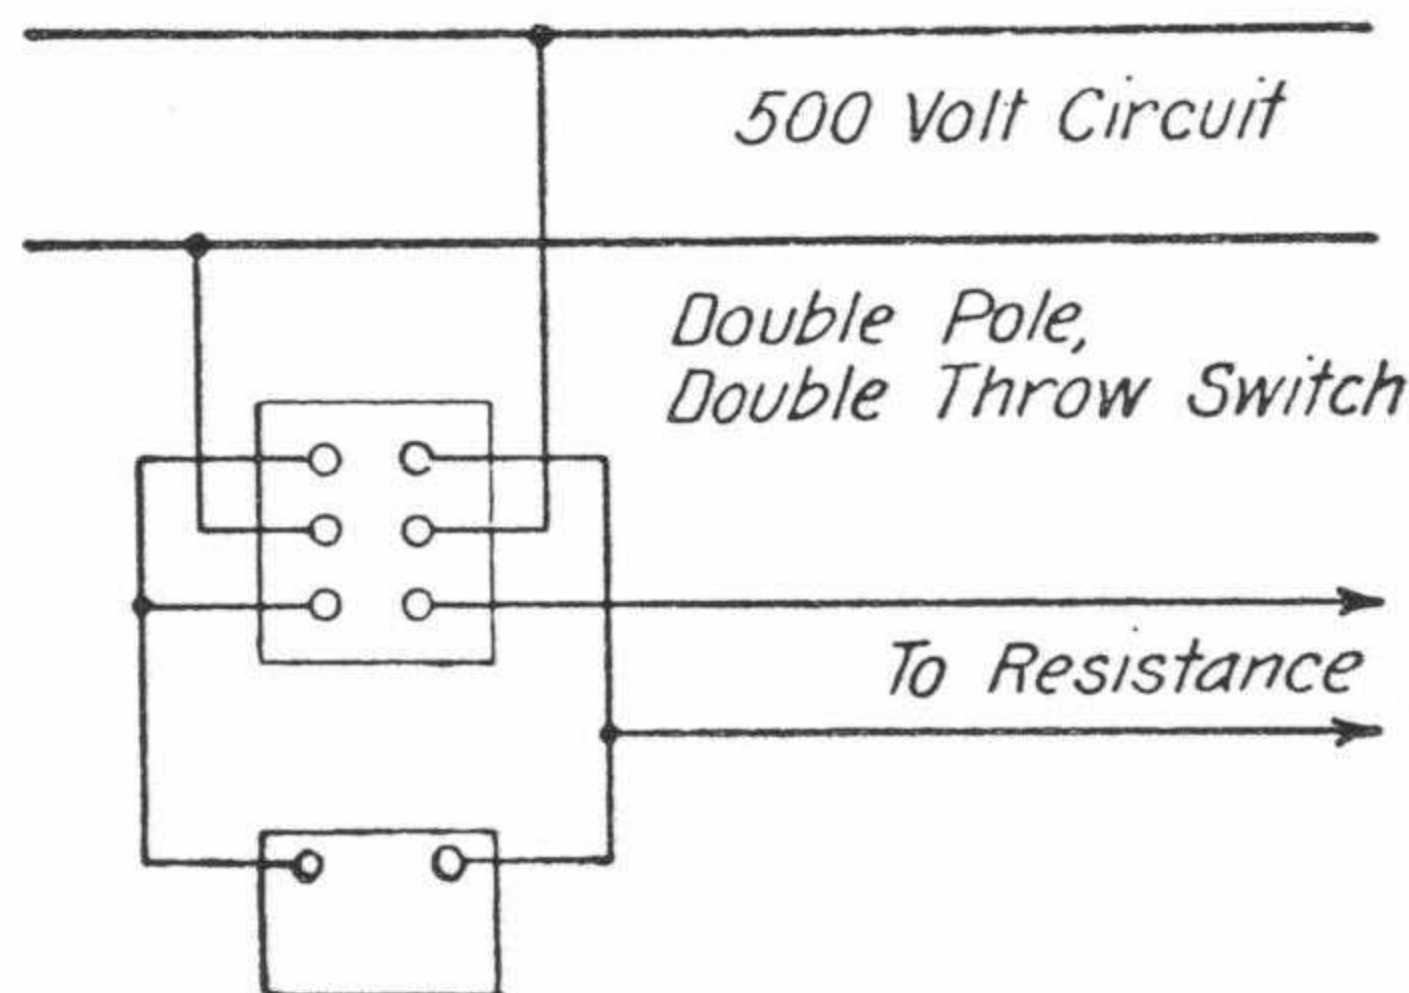 500 Volt Circuit
Double Pole,
Double Throw Switch
To Resistance